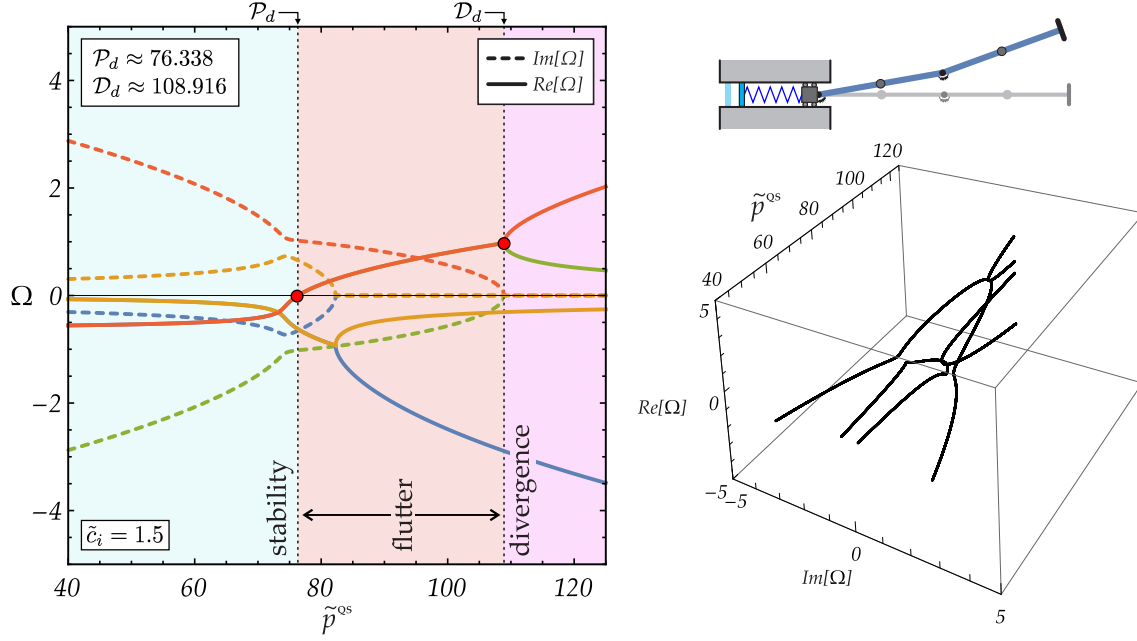 𝒫_d 𝒟_d
𝒫_d ≈ 76.338
𝒟_d ≈ 108.916
Im[Ω]
Re[Ω]
4
2
0
−2
−4
Ω
stability
flutter
divergence
c̃_i = 1.5
40 60 80 100 120
p̃^QS
120
100
80
60
40
p̃^QS
5
0
−5
Re[Ω]
−5
0
5
Im[Ω]